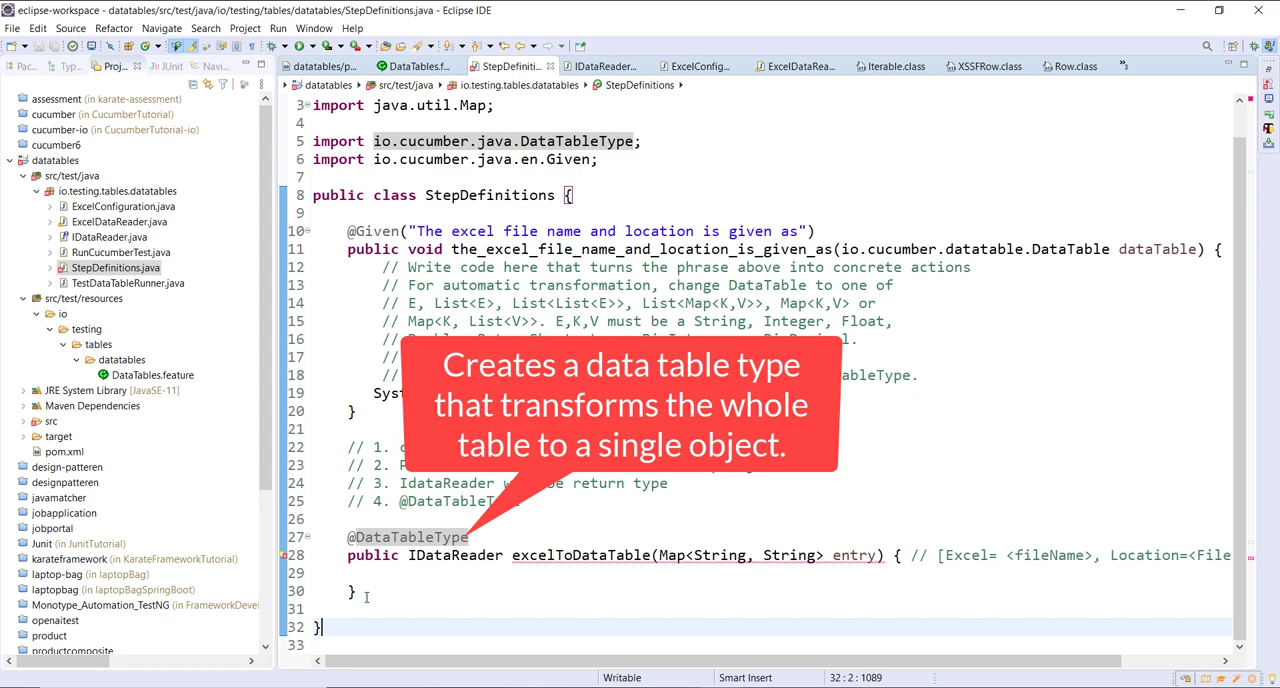 eclipse-workspace - datatables/src/test/java/io/testing/tables/datatables/StepDefinitions.java - Eclipse IDE
File Edit Source Refactor Navigate Search Project Run Window Help
Pac... Typ... Proj... JUnit Navi...
datatables/p... DataTables.f... StepDefiniti... IDataReader... ExcelConfig... ExcelDataRea... Iterable.class XSSFRow.class Row.class
datatables src/test/java io.testing.tables.datatables StepDefinitions
assessment (in karate-assessment)
cucumber (in CucumberTutorial)
cucumber-io (in CucumberTutorial-io)
cucumber6
datatables
src/test/java
io.testing.tables.datatables
ExcelConfiguration.java
ExcelDataReader.java
IDataReader.java
RunCucumberTest.java
StepDefinitions.java
TestDataTableRunner.java
src/test/resources
io
testing
tables
datatables
DataTables.feature
JRE System Library [JavaSE-11]
Maven Dependencies
src
target
pom.xml
design-patteren
designpatteren
javamatcher
jobapplication
jobportal
Junit (in JunitTutorial)
karateframework (in KarateFrameworkTutorial)
laptop-bag (in laptopBag)
laptopbag (in laptopBagSpringBoot)
Monotype_Automation_TestNG (in FrameworkDevel
openaitest
product
productcomposite
3 import java.util.Map;
4
5 import io.cucumber.java.DataTableType;
6 import io.cucumber.java.en.Given;
7
8 public class StepDefinitions {
9
10 @Given("The excel file name and location is given as")
11 public void the_excel_file_name_and_location_is_given_as(io.cucumber.datatable.DataTable dataTable) {
12 // Write code here that turns the phrase above into concrete actions
13 // For automatic transformation, change DataTable to one of
14 // E, List<E>, List<List<E>>, List<Map<K,V>>, Map<K,V> or
15 // Map<K, List<V>>. E,K,V must be a String, Integer, Float,
16
17 //
18 // ableType.
19 Sys
20 }
21
22 // 1.
23 // 2.
24 // 3. IdataReader be return type
25 // 4. @DataTableT
26
27 @DataTableType
28 public IDataReader excelToDataTable(Map<String, String> entry) { // [Excel= <fileName>, Location=<File
29
30 }
31
32 }
33
Creates a data table type
that transforms the whole
table to a single object.
Writable Smart Insert 32 : 2 : 1089